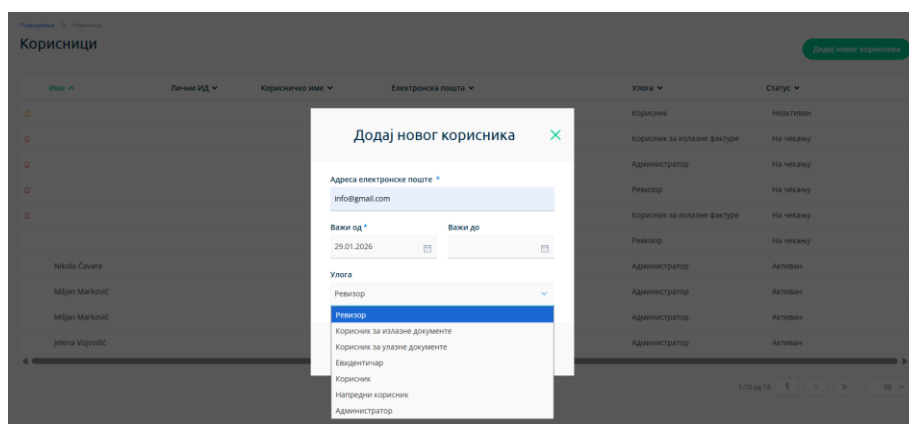 Подешавања > Корисници
Корисници
Додај новог корисника
Име Лични ИД Корисничко име Електронска пошта Улога Статус
Корисник Неактиван
Корисник за излазне фактуре На чекању
Администратор На чекању
Ревизор На чекању
Корисник за излазне фактуре На чекању
Ревизор На чекању
Nikola Čavara Администратор Активан
Miljan Marković Администратор Активан
Miljan Marković Администратор Активан
Jelena Vojvodić Администратор Активан
1-10 од 14 1 > » 10
Додај новог корисника
Адреса електронске поште *
info@gmail.com
Важи од * Важи до
29.01.2026
Улога
Ревизор
Ревизор
Корисник за излазне документе
Корисник за улазне документе
Евидентичар
Корисник
Напредни корисник
Администратор